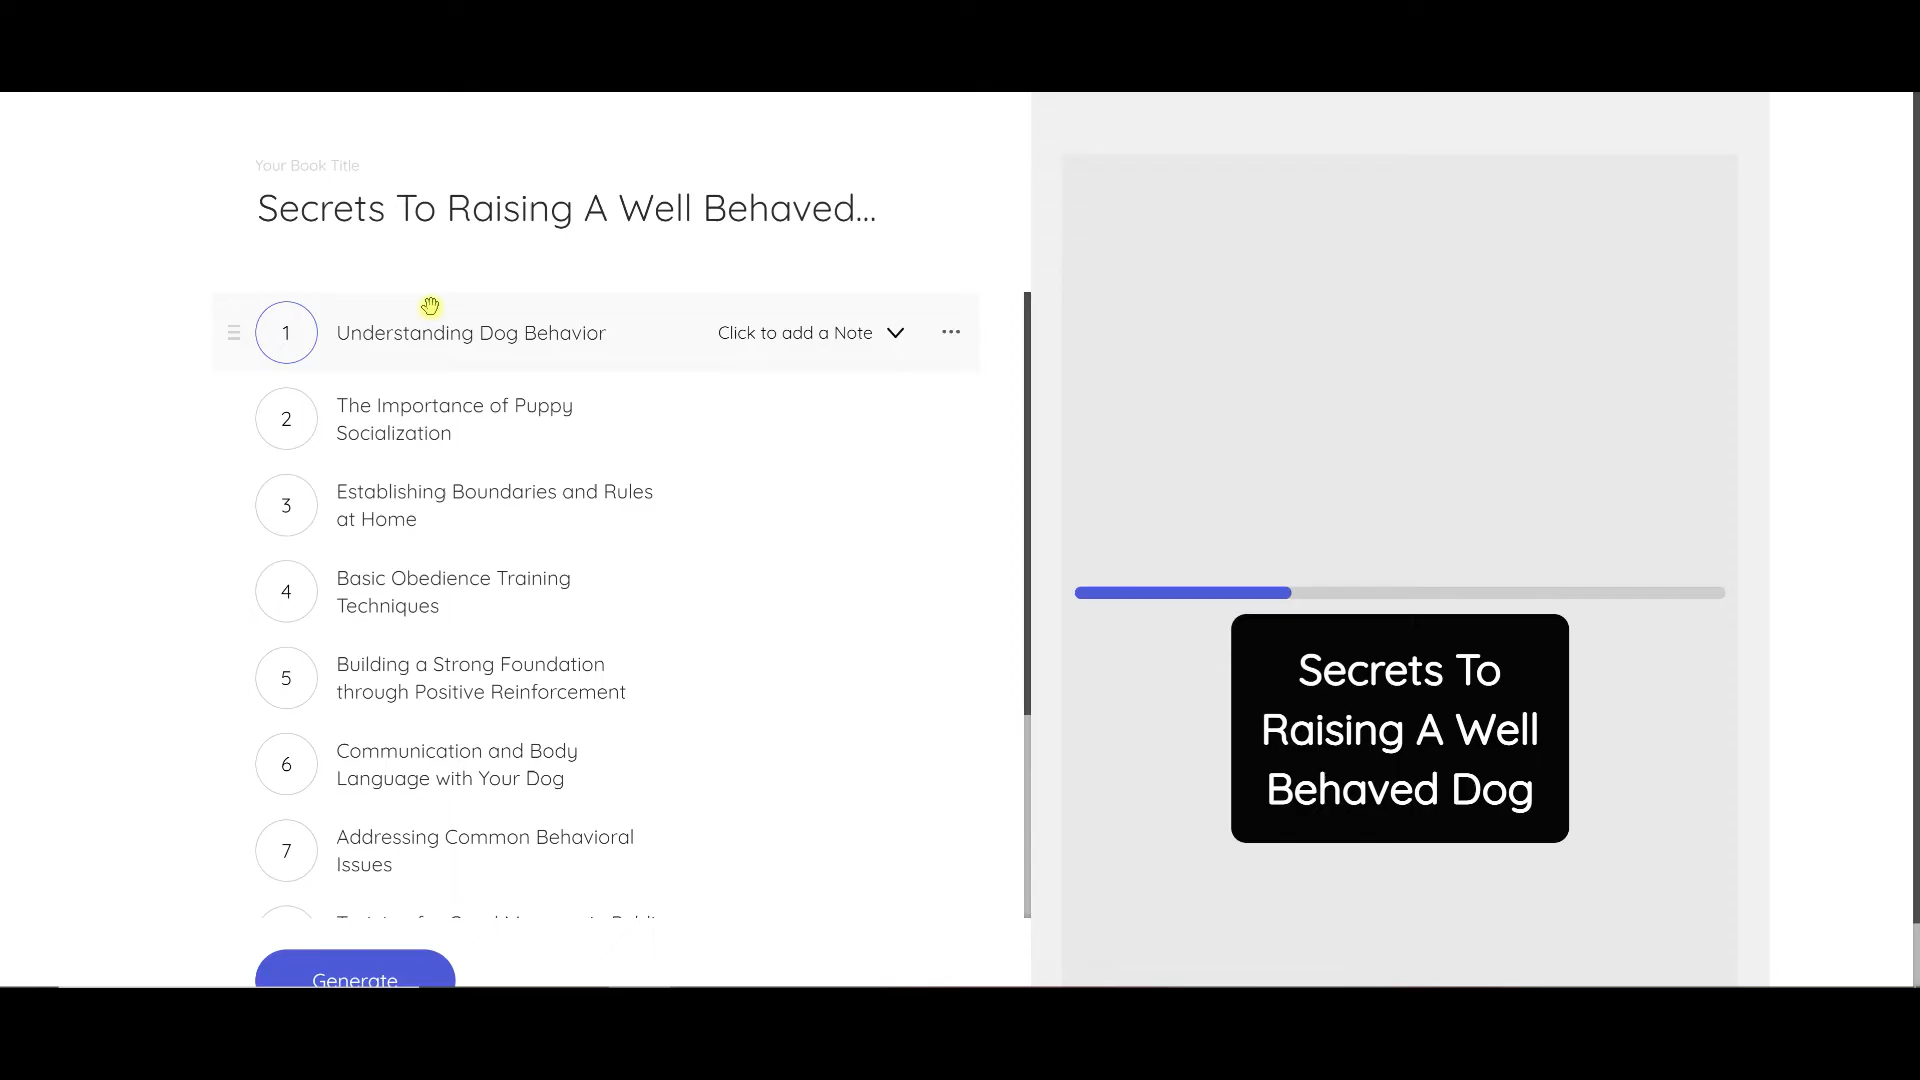 Your Book Title
Secrets To Raising A Well Behaved...
1 Understanding Dog Behavior Click to add a Note
2 The Importance of Puppy
Socialization
3 Establishing Boundaries and Rules
at Home
4 Basic Obedience Training
Techniques
5 Building a Strong Foundation
through Positive Reinforcement
6 Communication and Body
Language with Your Dog
7 Addressing Common Behavioral
Issues
Generate
Secrets To
Raising A Well
Behaved Dog